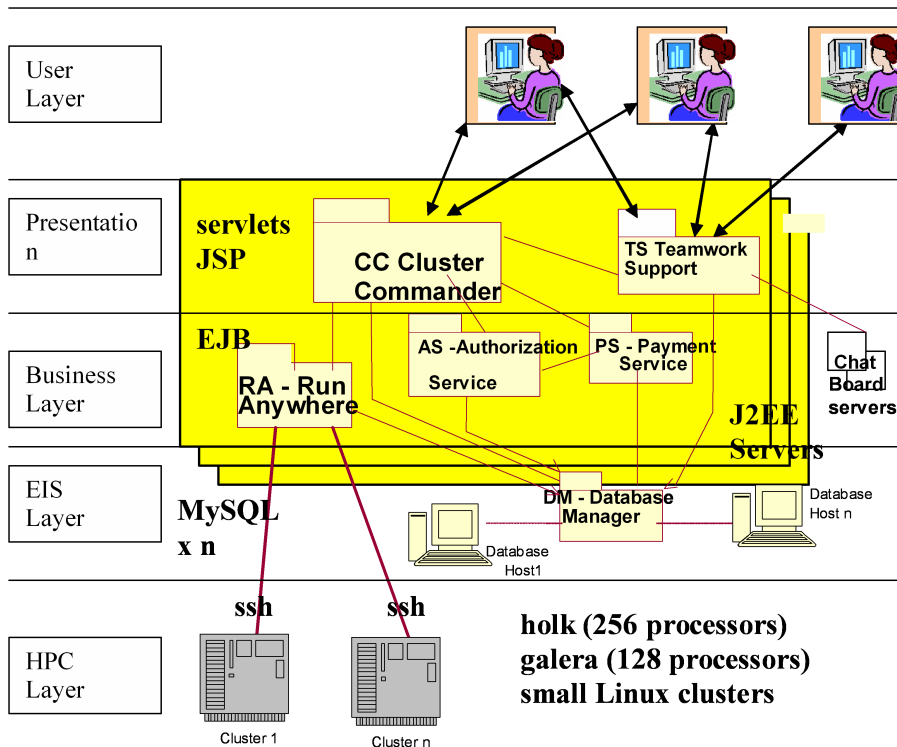 User
Layer
Presentatio
n
servlets
JSP
CC Cluster
Commander
TS Teamwork
Support
EJB
Business
Layer
RA - Run
Anywhere
AS -Authorization
Service
PS - Payment
Service
Chat
Board
servers
J2EE
Servers
EIS
Layer
MySQL
x n
DM - Database
Manager
Database
Host1
Database
Host n
HPC
Layer
ssh
ssh
Cluster 1
Cluster n
holk (256 processors)
galera (128 processors)
small Linux clusters